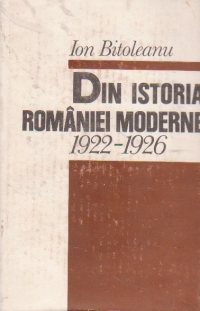 Ion Bitoleanu
DIN ISTORIA
ROMÂNIEI MODERNE
1922-1926